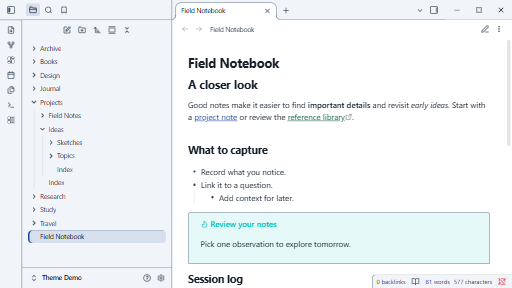 Field Notebook
Field Notebook
Archive
Books
Design
Journal
Projects
Field Notes
Ideas
Sketches
Topics
Index
Index
Research
Study
Travel
Field Notebook
Theme Demo
Field Notebook
A closer look
Good notes make it easier to find important details and revisit early ideas. Start with
a project note or review the reference library.
What to capture
Record what you notice.
Link it to a question.
Add context for later.
Review your notes
Pick one observation to explore tomorrow.
Session log
0 backlinks 81 words 577 characters